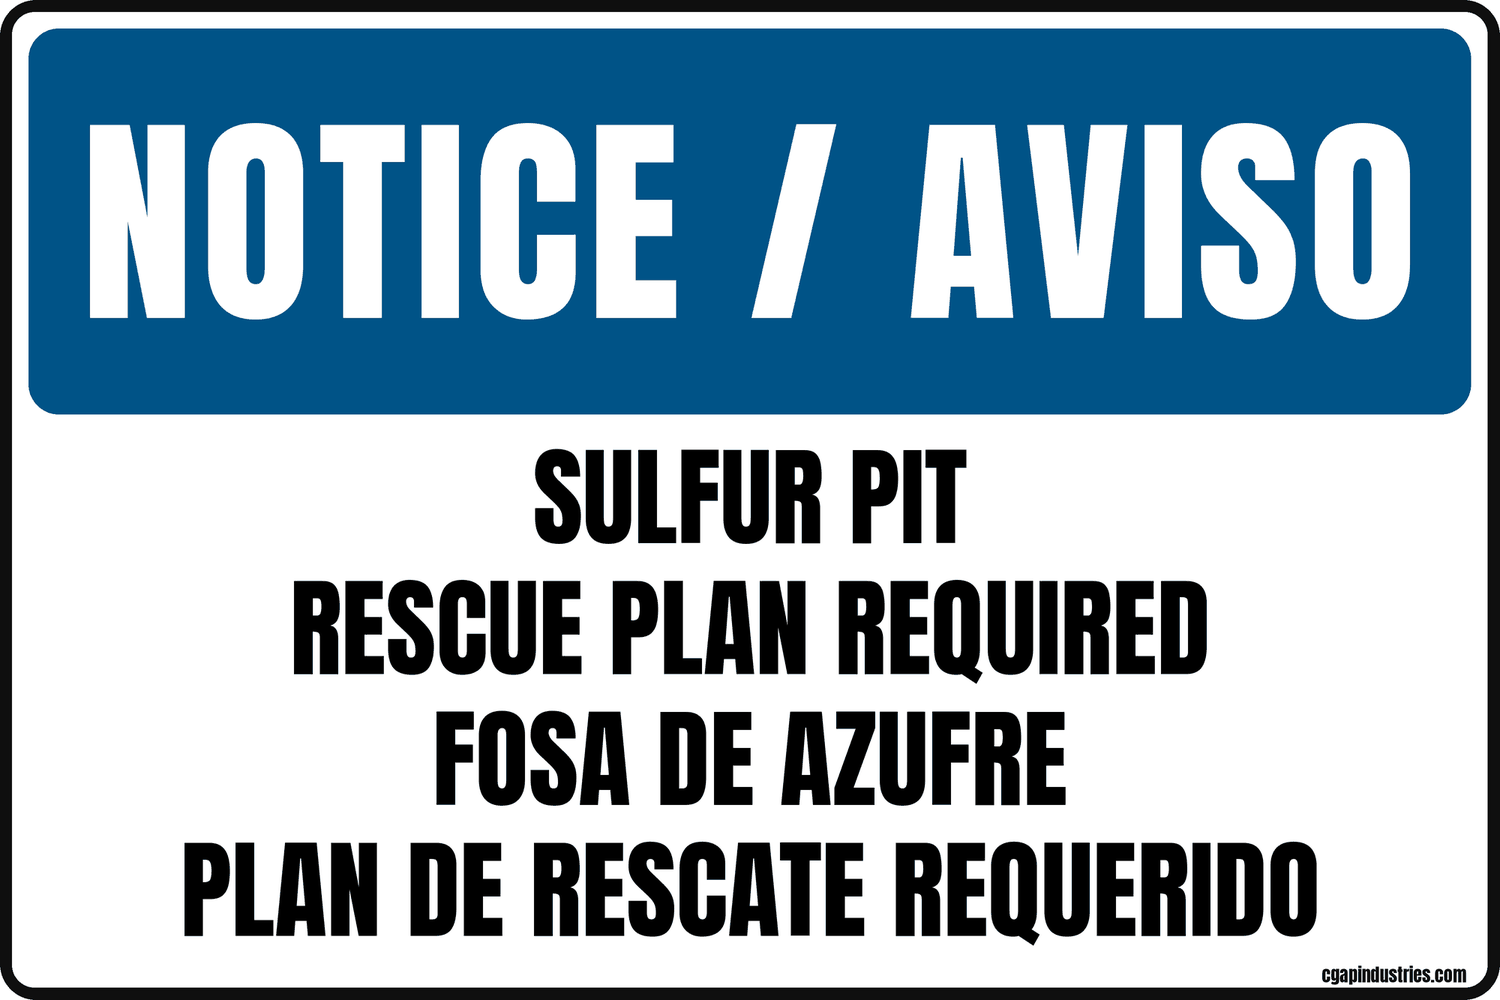 NOTICE / AVISO
SULFUR PIT
RESCUE PLAN REQUIRED
FOSA DE AZUFRE
PLAN DE RESCATE REQUERIDO
cgapindustries.com